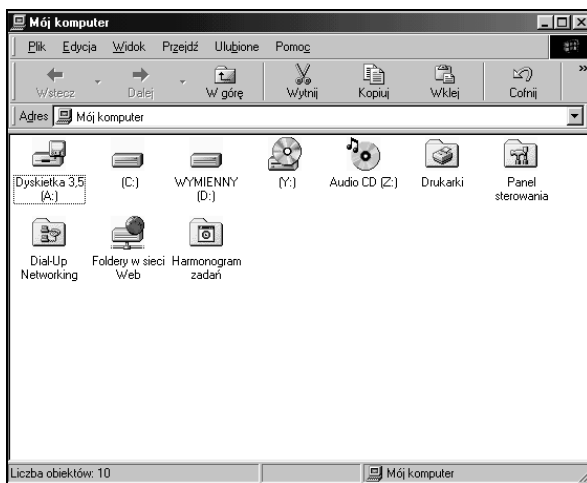 Mój komputer
Plik Edycja Widok Przejdź Ulubione Pomoc
Wstecz Dalej W górę Wytnij Kopiuj Wklej Cofnij »
Adres Mój komputer
Dyskietka 3,5 (C:) WYMIENNY (Y:) Audio CD (Z:) Drukarki Panel
(A:) (D:) sterowania
Dial-Up Foldery w sieci Harmonogram
Networking Web zadań
Liczba obiektów: 10 Mój komputer